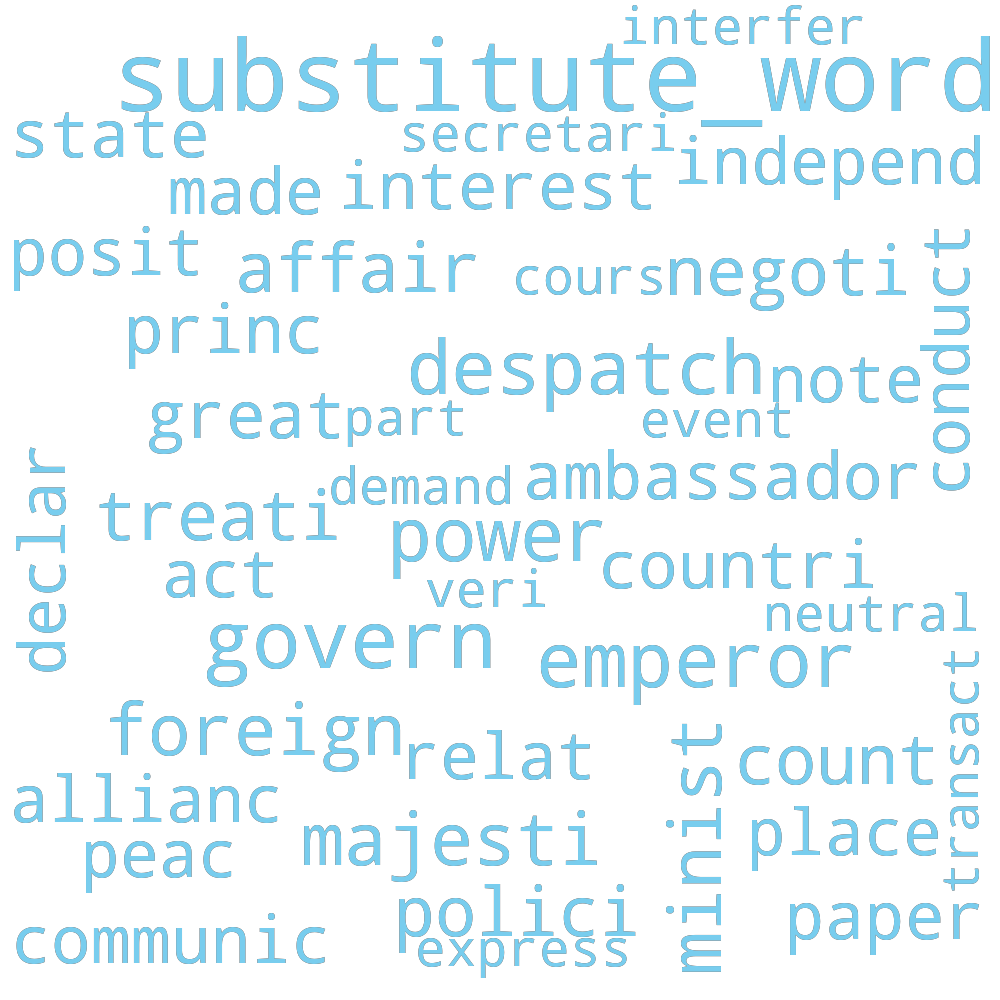 interfer
substitute_word
state
secretari
independ
made
interest
posit
affair
cours
negoti
conduct
princ
despatch
note
great
part
event
declar
demand
ambassador
treati
power
act
countri
veri
neutral
govern
emperor
transact
foreign
relat
minist
count
allianc
majesti
place
peac
polici
paper
communic
express